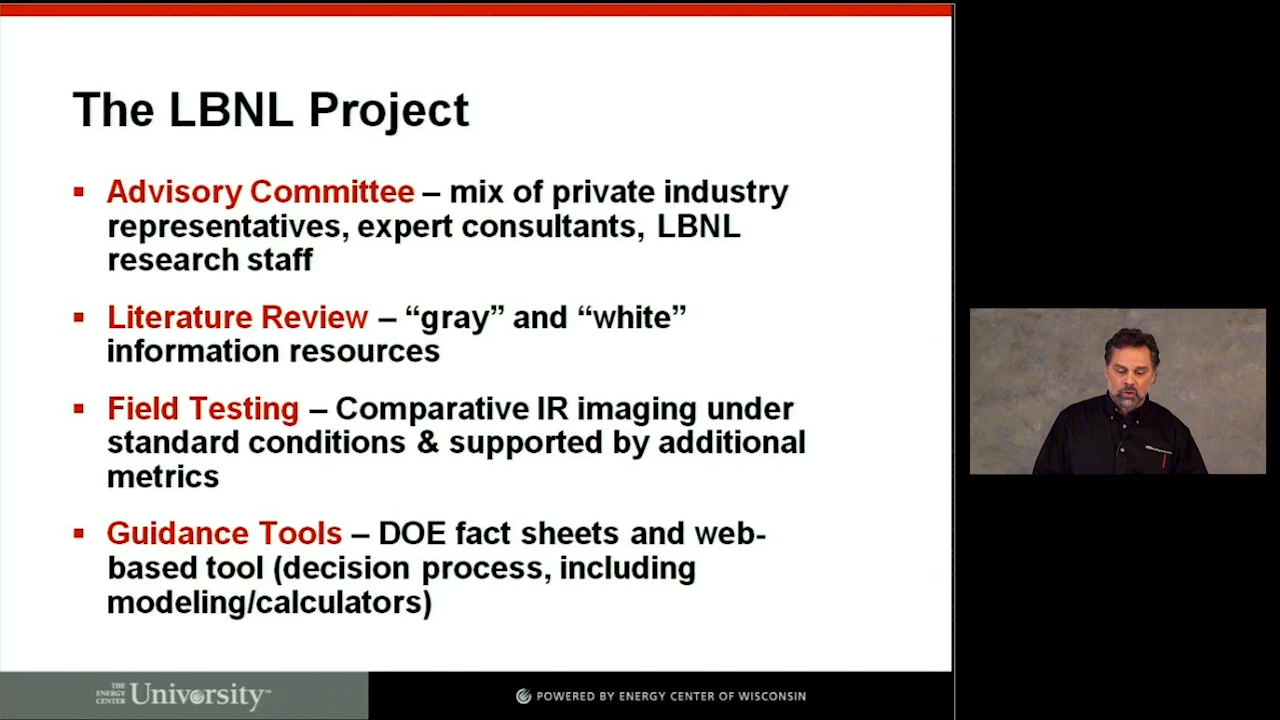 The LBNL Project
▪ Advisory Committee – mix of private industry
representatives, expert consultants, LBNL
research staff
▪ Literature Review – “gray” and “white”
information resources
▪ Field Testing – Comparative IR imaging under
standard conditions & supported by additional
metrics
▪ Guidance Tools – DOE fact sheets and web-
based tool (decision process, including
modeling/calculators)
THE
ENERGY
CENTER
University™
POWERED BY ENERGY CENTER OF WISCONSIN